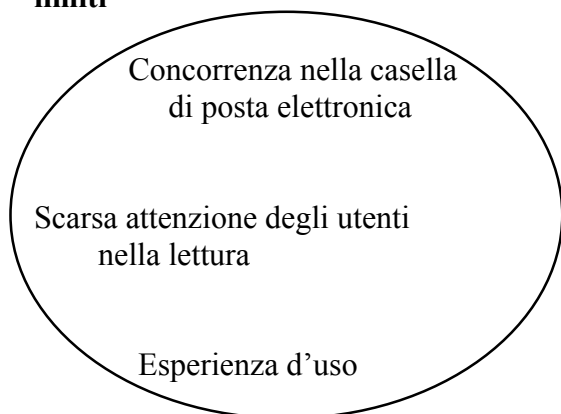 limiti
Concorrenza nella casella
di posta elettronica
Scarsa attenzione degli utenti
nella lettura
Esperienza d’uso